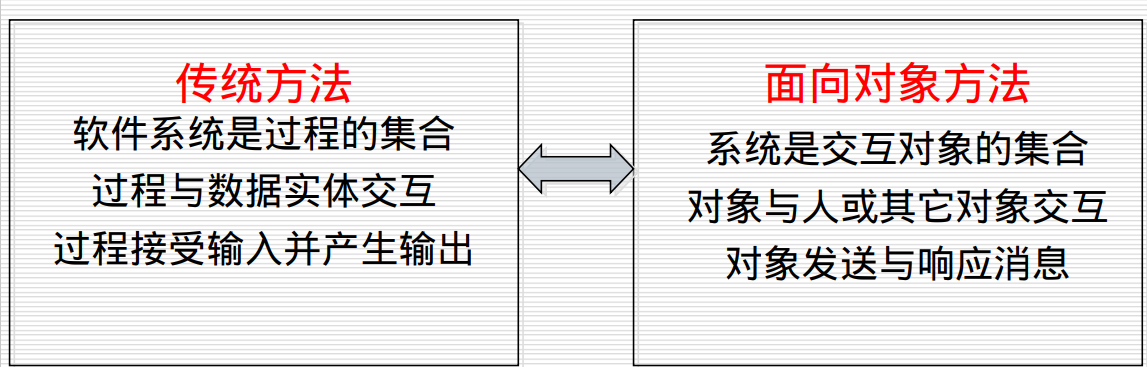 传统方法
软件系统是过程的集合
过程与数据实体交互
过程接受输入并产生输出
面向对象方法
系统是交互对象的集合
对象与人或其它对象交互
对象发送与响应消息